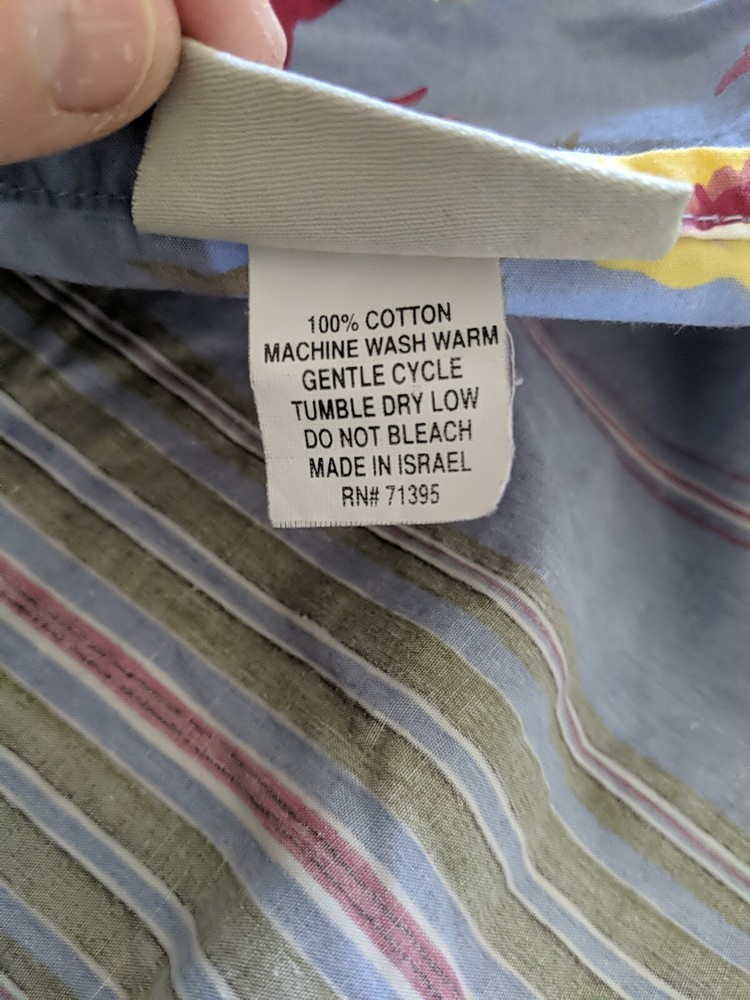 100% COTTON
MACHINE WASH WARM
GENTLE CYCLE
TUMBLE DRY LOW
DO NOT BLEACH
MADE IN ISRAEL
RN# 71395